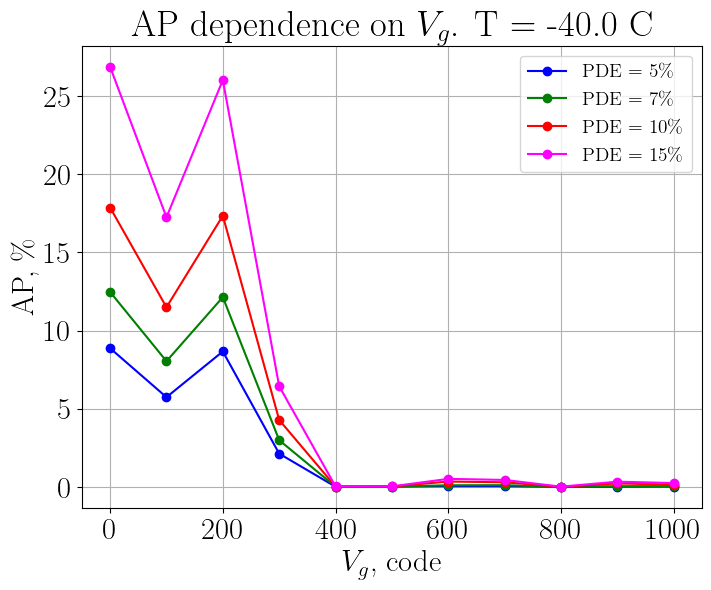 AP dependence on V_g. T = -40.0 C
PDE = 5%
PDE = 7%
PDE = 10%
PDE = 15%
AP, %
25
20
15
10
5
0
0 200 400 600 800 1000
V_g, code